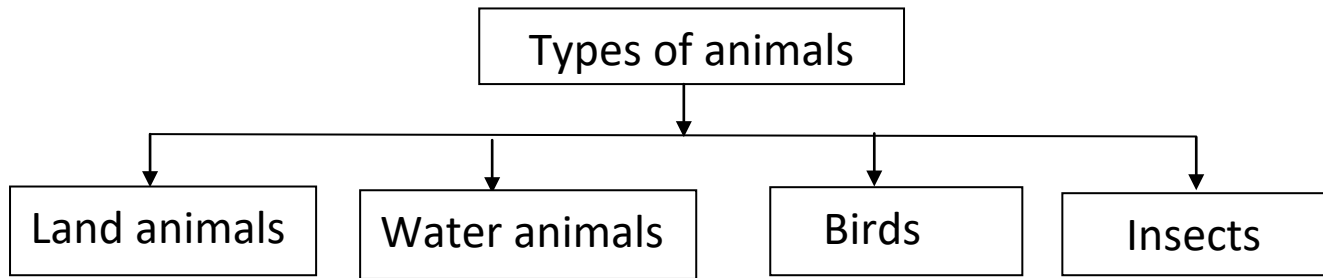 Types of animals
Land animals
Water animals
Birds
Insects